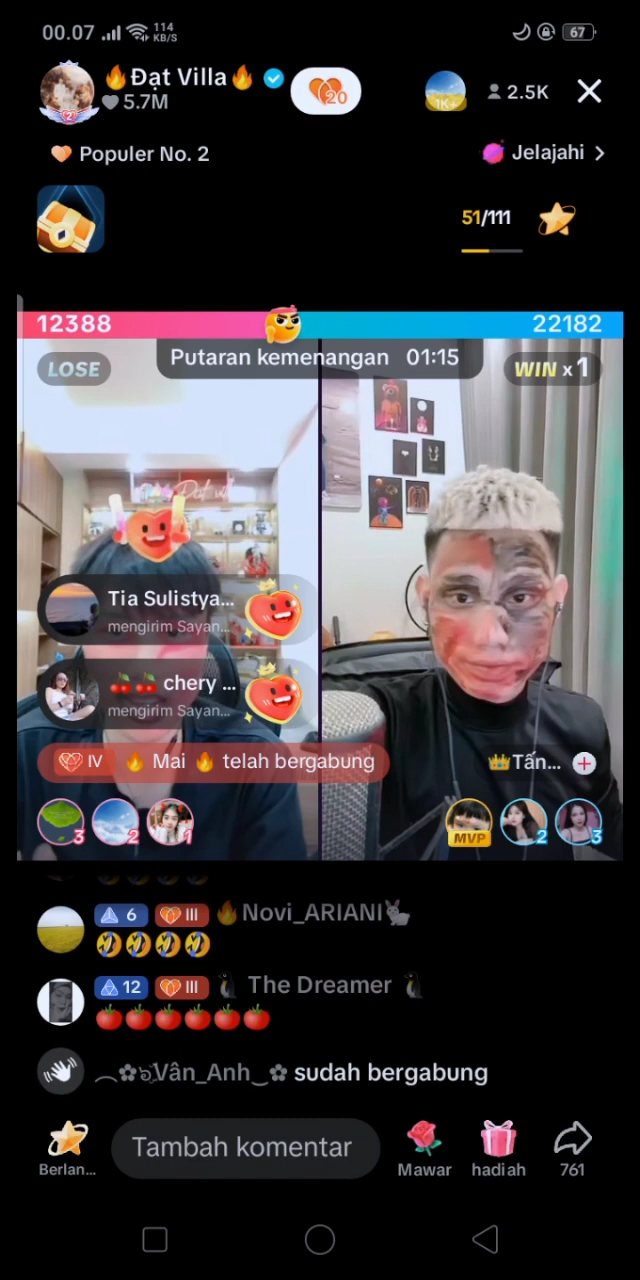 00.07 114 KB/S 67
🔥Đạt Villa🔥
5.7M 20 1K+ 2.5K
2
Populer No. 2 Jelajahi
51/111
12388 22182
Putaran kemenangan 01:15
LOSE WIN x 1
Tia Sulistya...
mengirim Sayan...
🍒🍒 chery ...
mengirim Sayan...
IV 🔥 Mai 🔥 telah bergabung
👑Tấn...
3 2 1 MVP 2 3
6 III 🔥Novi_ARIANI🐇
🤣🤣🤣🤣
12 III 🐧 The Dreamer 🐧
🍅🍅🍅🍅🍅🍅
Vân_Anh‿✿ sudah bergabung
Tambah komentar
Berlan... Mawar hadiah 761